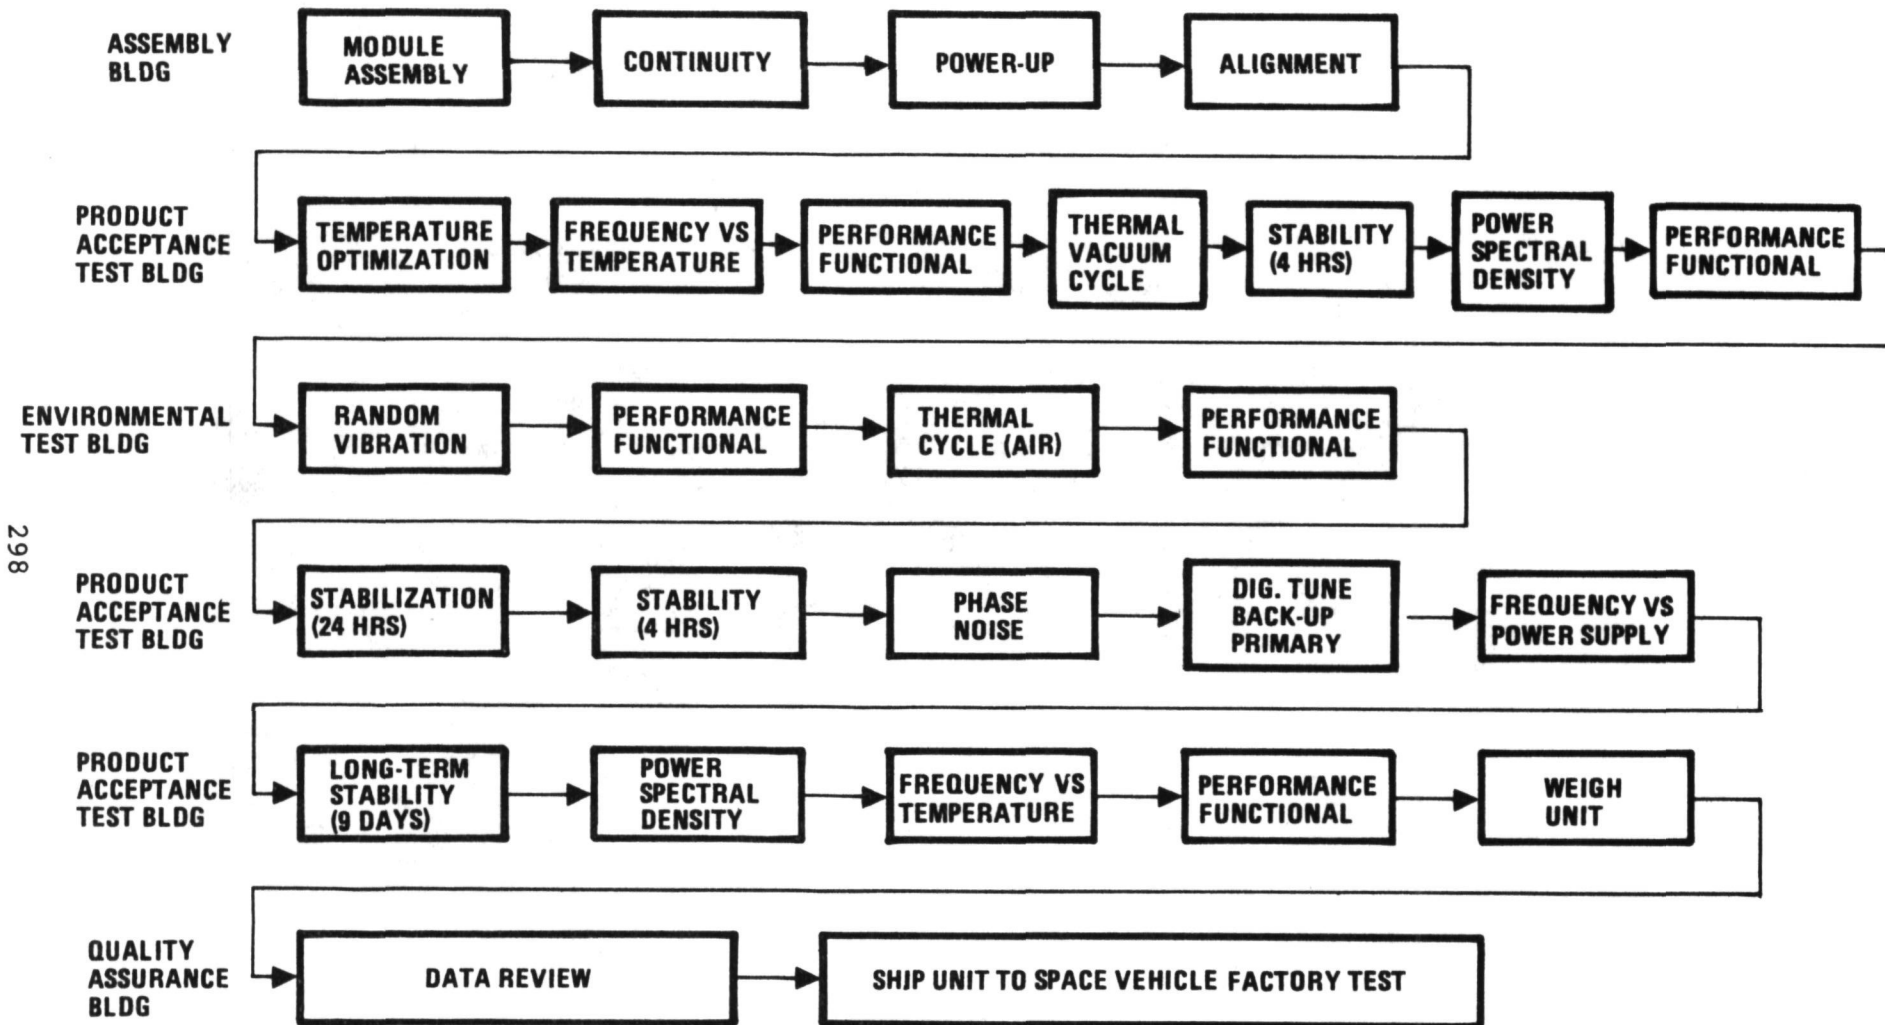 ASSEMBLY
BLDG
MODULE
ASSEMBLY
CONTINUITY
POWER-UP
ALIGNMENT
PRODUCT
ACCEPTANCE
TEST BLDG
TEMPERATURE
OPTIMIZATION
FREQUENCY VS
TEMPERATURE
PERFORMANCE
FUNCTIONAL
THERMAL
VACUUM
CYCLE
STABILITY
(4 HRS)
POWER
SPECTRAL
DENSITY
PERFORMANCE
FUNCTIONAL
ENVIRONMENTAL
TEST BLDG
RANDOM
VIBRATION
PERFORMANCE
FUNCTIONAL
THERMAL
CYCLE (AIR)
PERFORMANCE
FUNCTIONAL
298
PRODUCT
ACCEPTANCE
TEST BLDG
STABILIZATION
(24 HRS)
STABILITY
(4 HRS)
PHASE
NOISE
DIG. TUNE
BACK-UP
PRIMARY
FREQUENCY VS
POWER SUPPLY
PRODUCT
ACCEPTANCE
TEST BLDG
LONG-TERM
STABILITY
(9 DAYS)
POWER
SPECTRAL
DENSITY
FREQUENCY VS
TEMPERATURE
PERFORMANCE
FUNCTIONAL
WEIGH
UNIT
QUALITY
ASSURANCE
BLDG
DATA REVIEW
SHIP UNIT TO SPACE VEHICLE FACTORY TEST